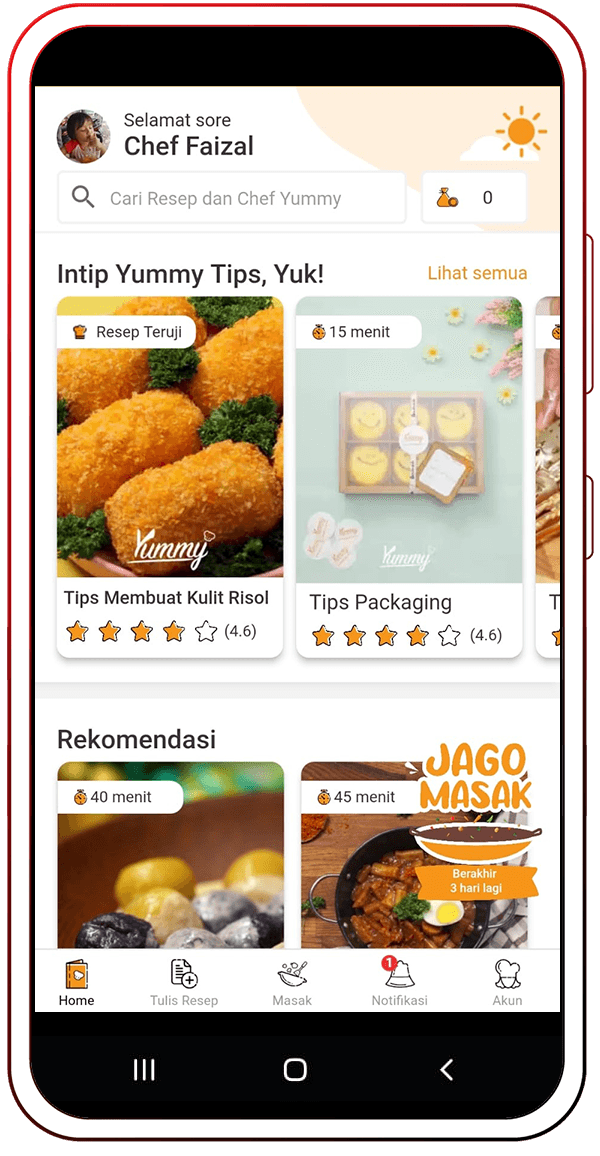 Selamat sore
Chef Faizal
Cari Resep dan Chef Yummy
0
Intip Yummy Tips, Yuk!
Lihat semua
Resep Teruji
15 menit
Yummy
Yummy
Yummy
Tips Membuat Kulit Risol
(4.6)
Tips Packaging
(4.6)
T
Rekomendasi
40 menit
45 menit
JAGO
MASAK
Berakhir
3 hari lagi
Home
Tulis Resep
Masak
1
Notifikasi
Akun